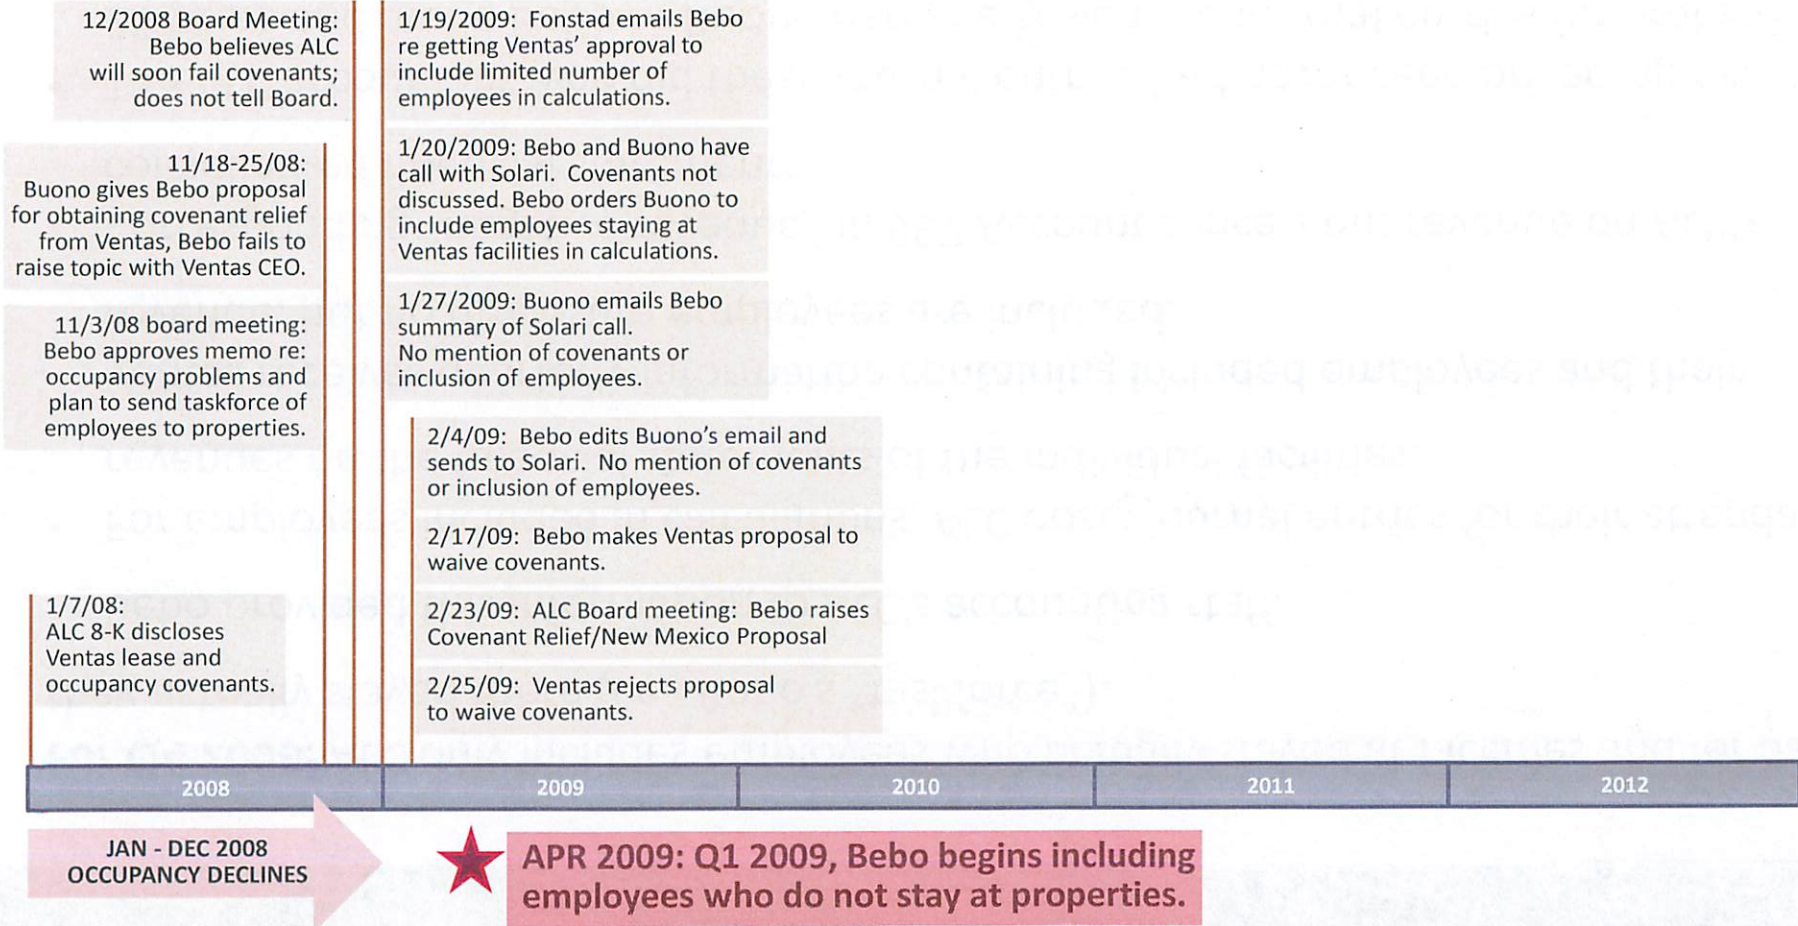 12/2008 Board Meeting:
Bebo believes ALC
will soon fail covenants;
does not tell Board.
11/18-25/08:
Buono gives Bebo proposal
for obtaining covenant relief
from Ventas, Bebo fails to
raise topic with Ventas CEO.
11/3/08 board meeting:
Bebo approves memo re:
occupancy problems and
plan to send taskforce of
employees to properties.
1/7/08:
ALC 8-K discloses
Ventas lease and
occupancy covenants.
1/19/2009: Fonstad emails Bebo
re getting Ventas' approval to
include limited number of
employees in calculations.
1/20/2009: Bebo and Buono have
call with Solari. Covenants not
discussed. Bebo orders Buono to
include employees staying at
Ventas facilities in calculations.
1/27/2009: Buono emails Bebo
summary of Solari call.
No mention of covenants or
inclusion of employees.
2/4/09: Bebo edits Buono's email and
sends to Solari. No mention of covenants
or inclusion of employees.
2/17/09: Bebo makes Ventas proposal to
waive covenants.
2/23/09: ALC Board meeting: Bebo raises
Covenant Relief/New Mexico Proposal
2/25/09: Ventas rejects proposal
to waive covenants.
2008 2009 2010 2011 2012
JAN - DEC 2008
OCCUPANCY DECLINES
APR 2009: Q1 2009, Bebo begins including
employees who do not stay at properties.